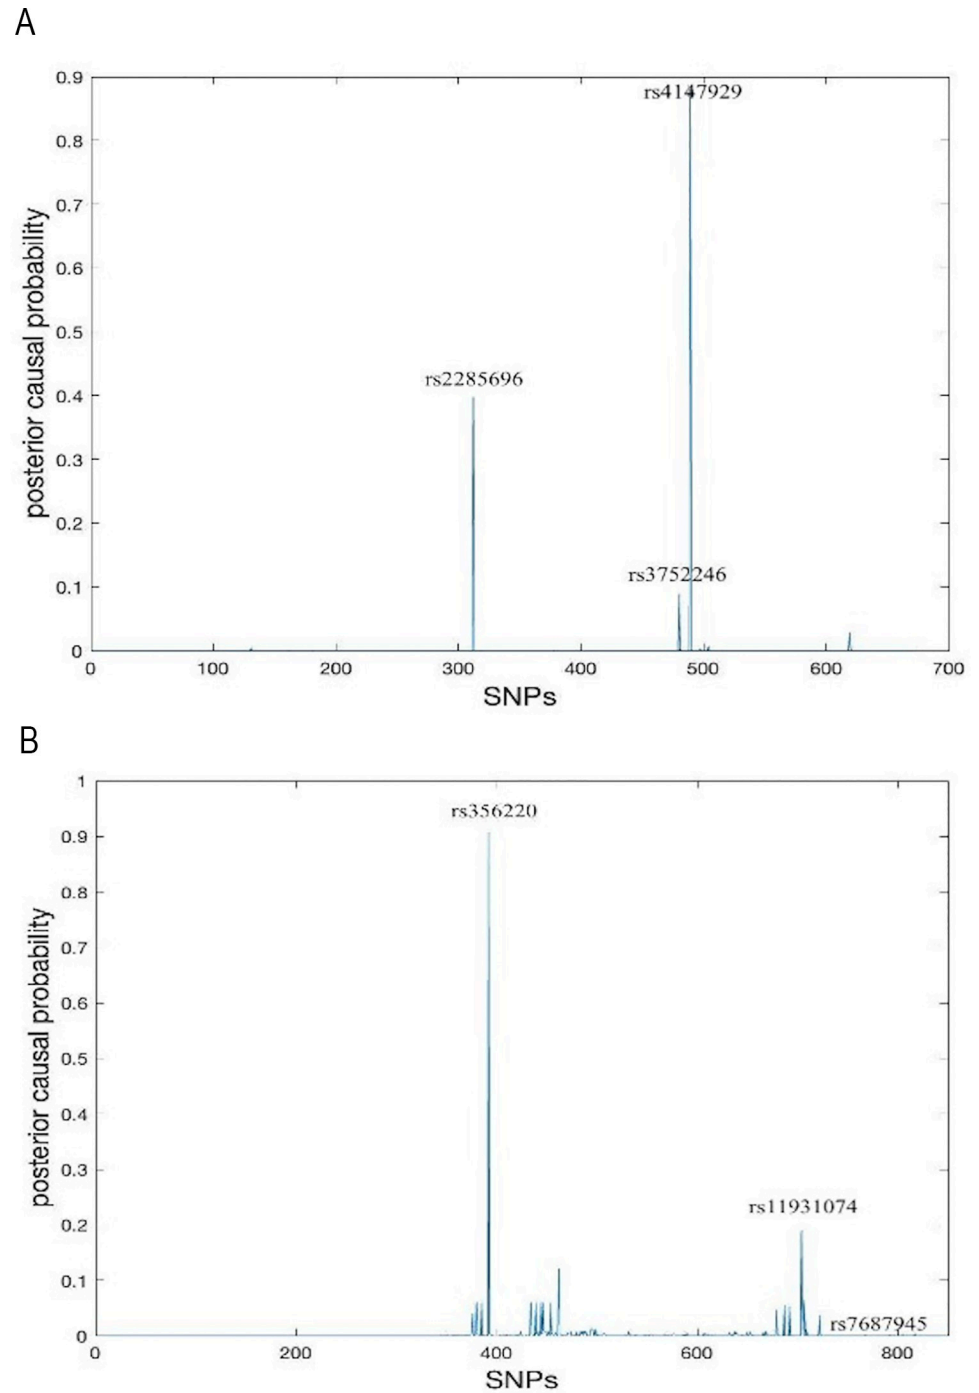 A
0.9
rs4147929
0.8
0.7
0.6
0.5
rs2285696
0.4
0.3
0.2
rs3752246
0.1
0
posterior causal probability
0 100 200 300 400 500 600 700
SNPs
B
1
rs356220
0.9
0.8
0.7
0.6
0.5
0.4
0.3
rs11931074
0.2
0.1
rs7687945
0
posterior causal probability
0 200 400 600 800
SNPs